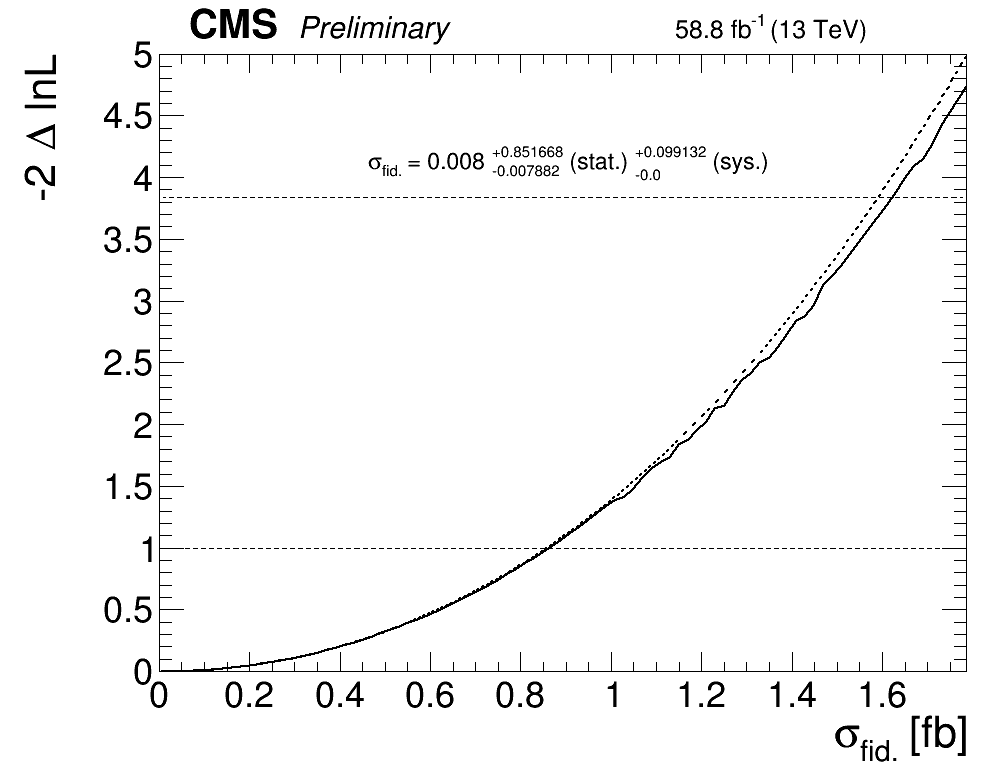 CMS Preliminary 58.8 fb⁻¹ (13 TeV)
-2 Δ lnL
5
4.5
σfid. = 0.008 +0.851668 -0.007882 (stat.) +0.099132 -0.0 (sys.)
4
3.5
3
2.5
2
1.5
1
0.5
0
0 0.2 0.4 0.6 0.8 1 1.2 1.4 1.6
σfid. [fb]